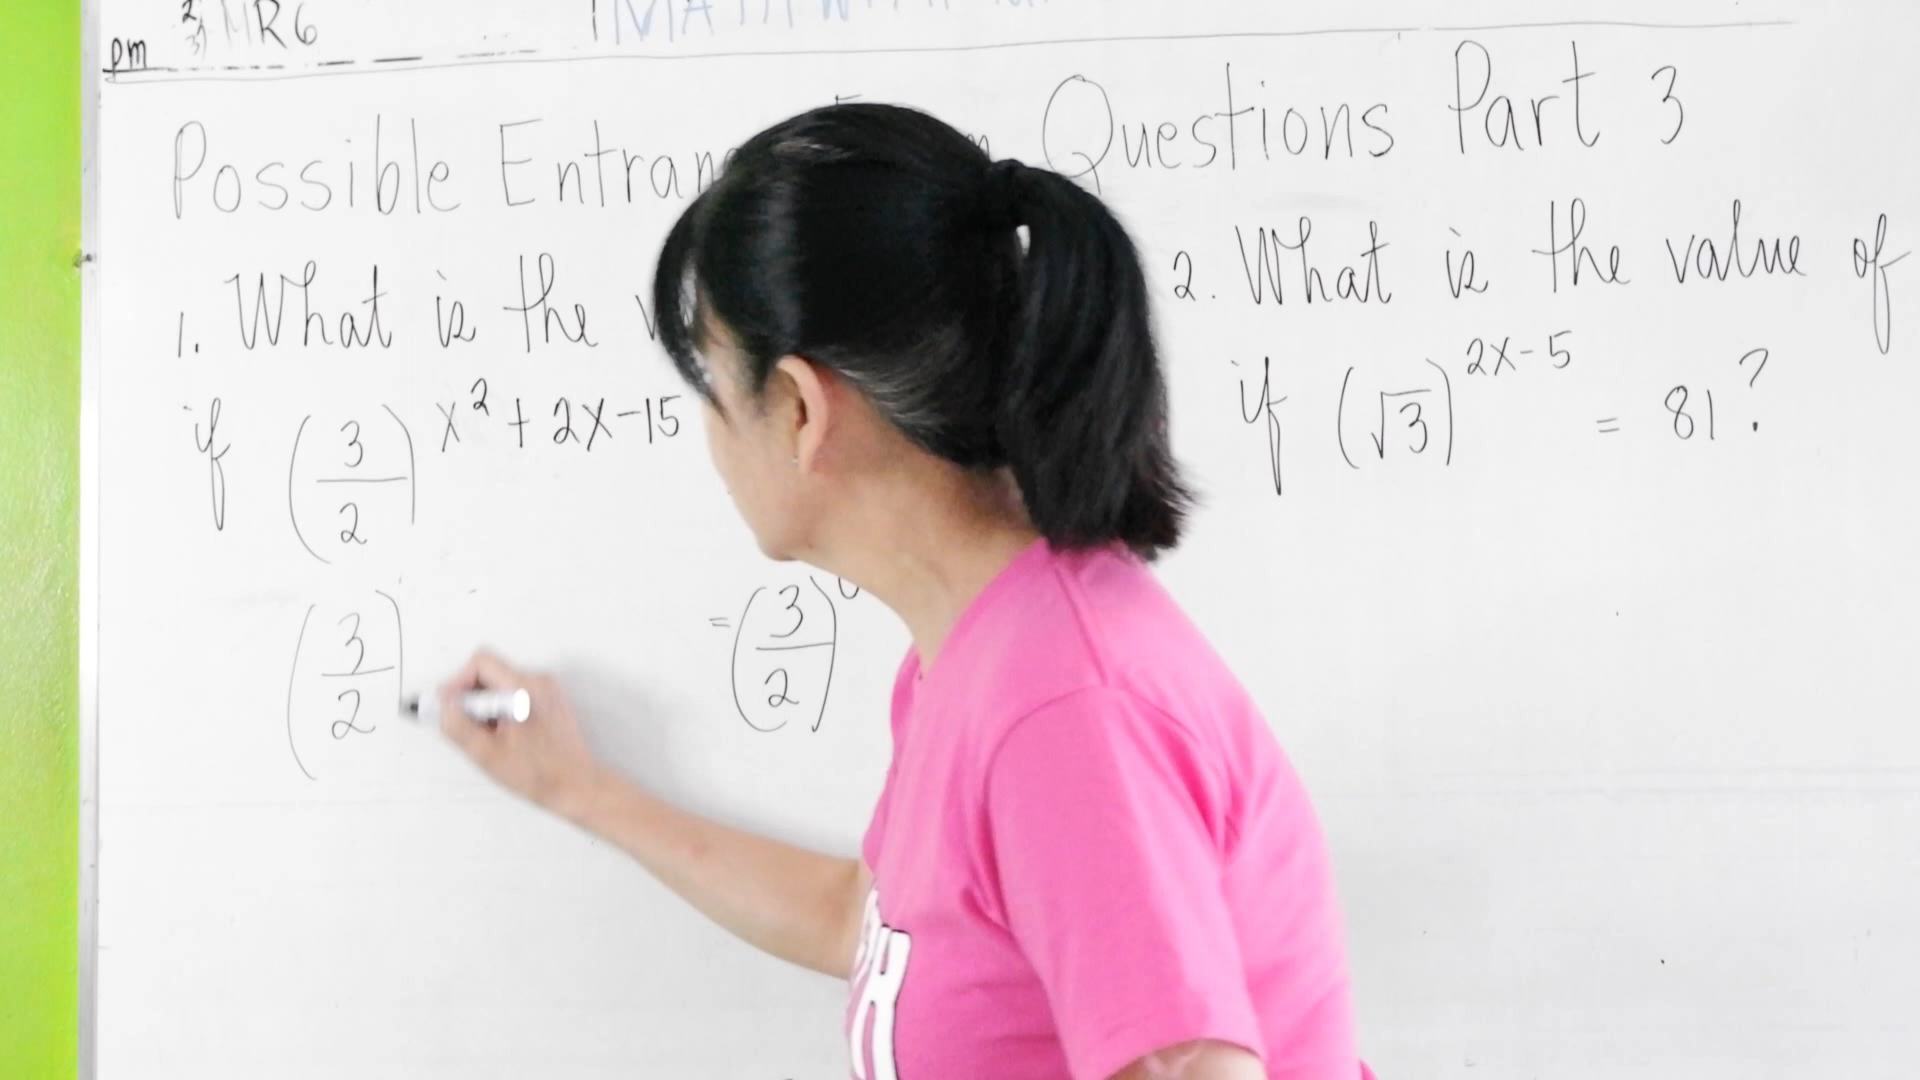 pm MR6
Possible Questions Part 3
1. What is the
if (3/2)^x²+2x-15
(3/2) = (3/2)
2. What is the value of
if (√3)^2x-5 = 81?